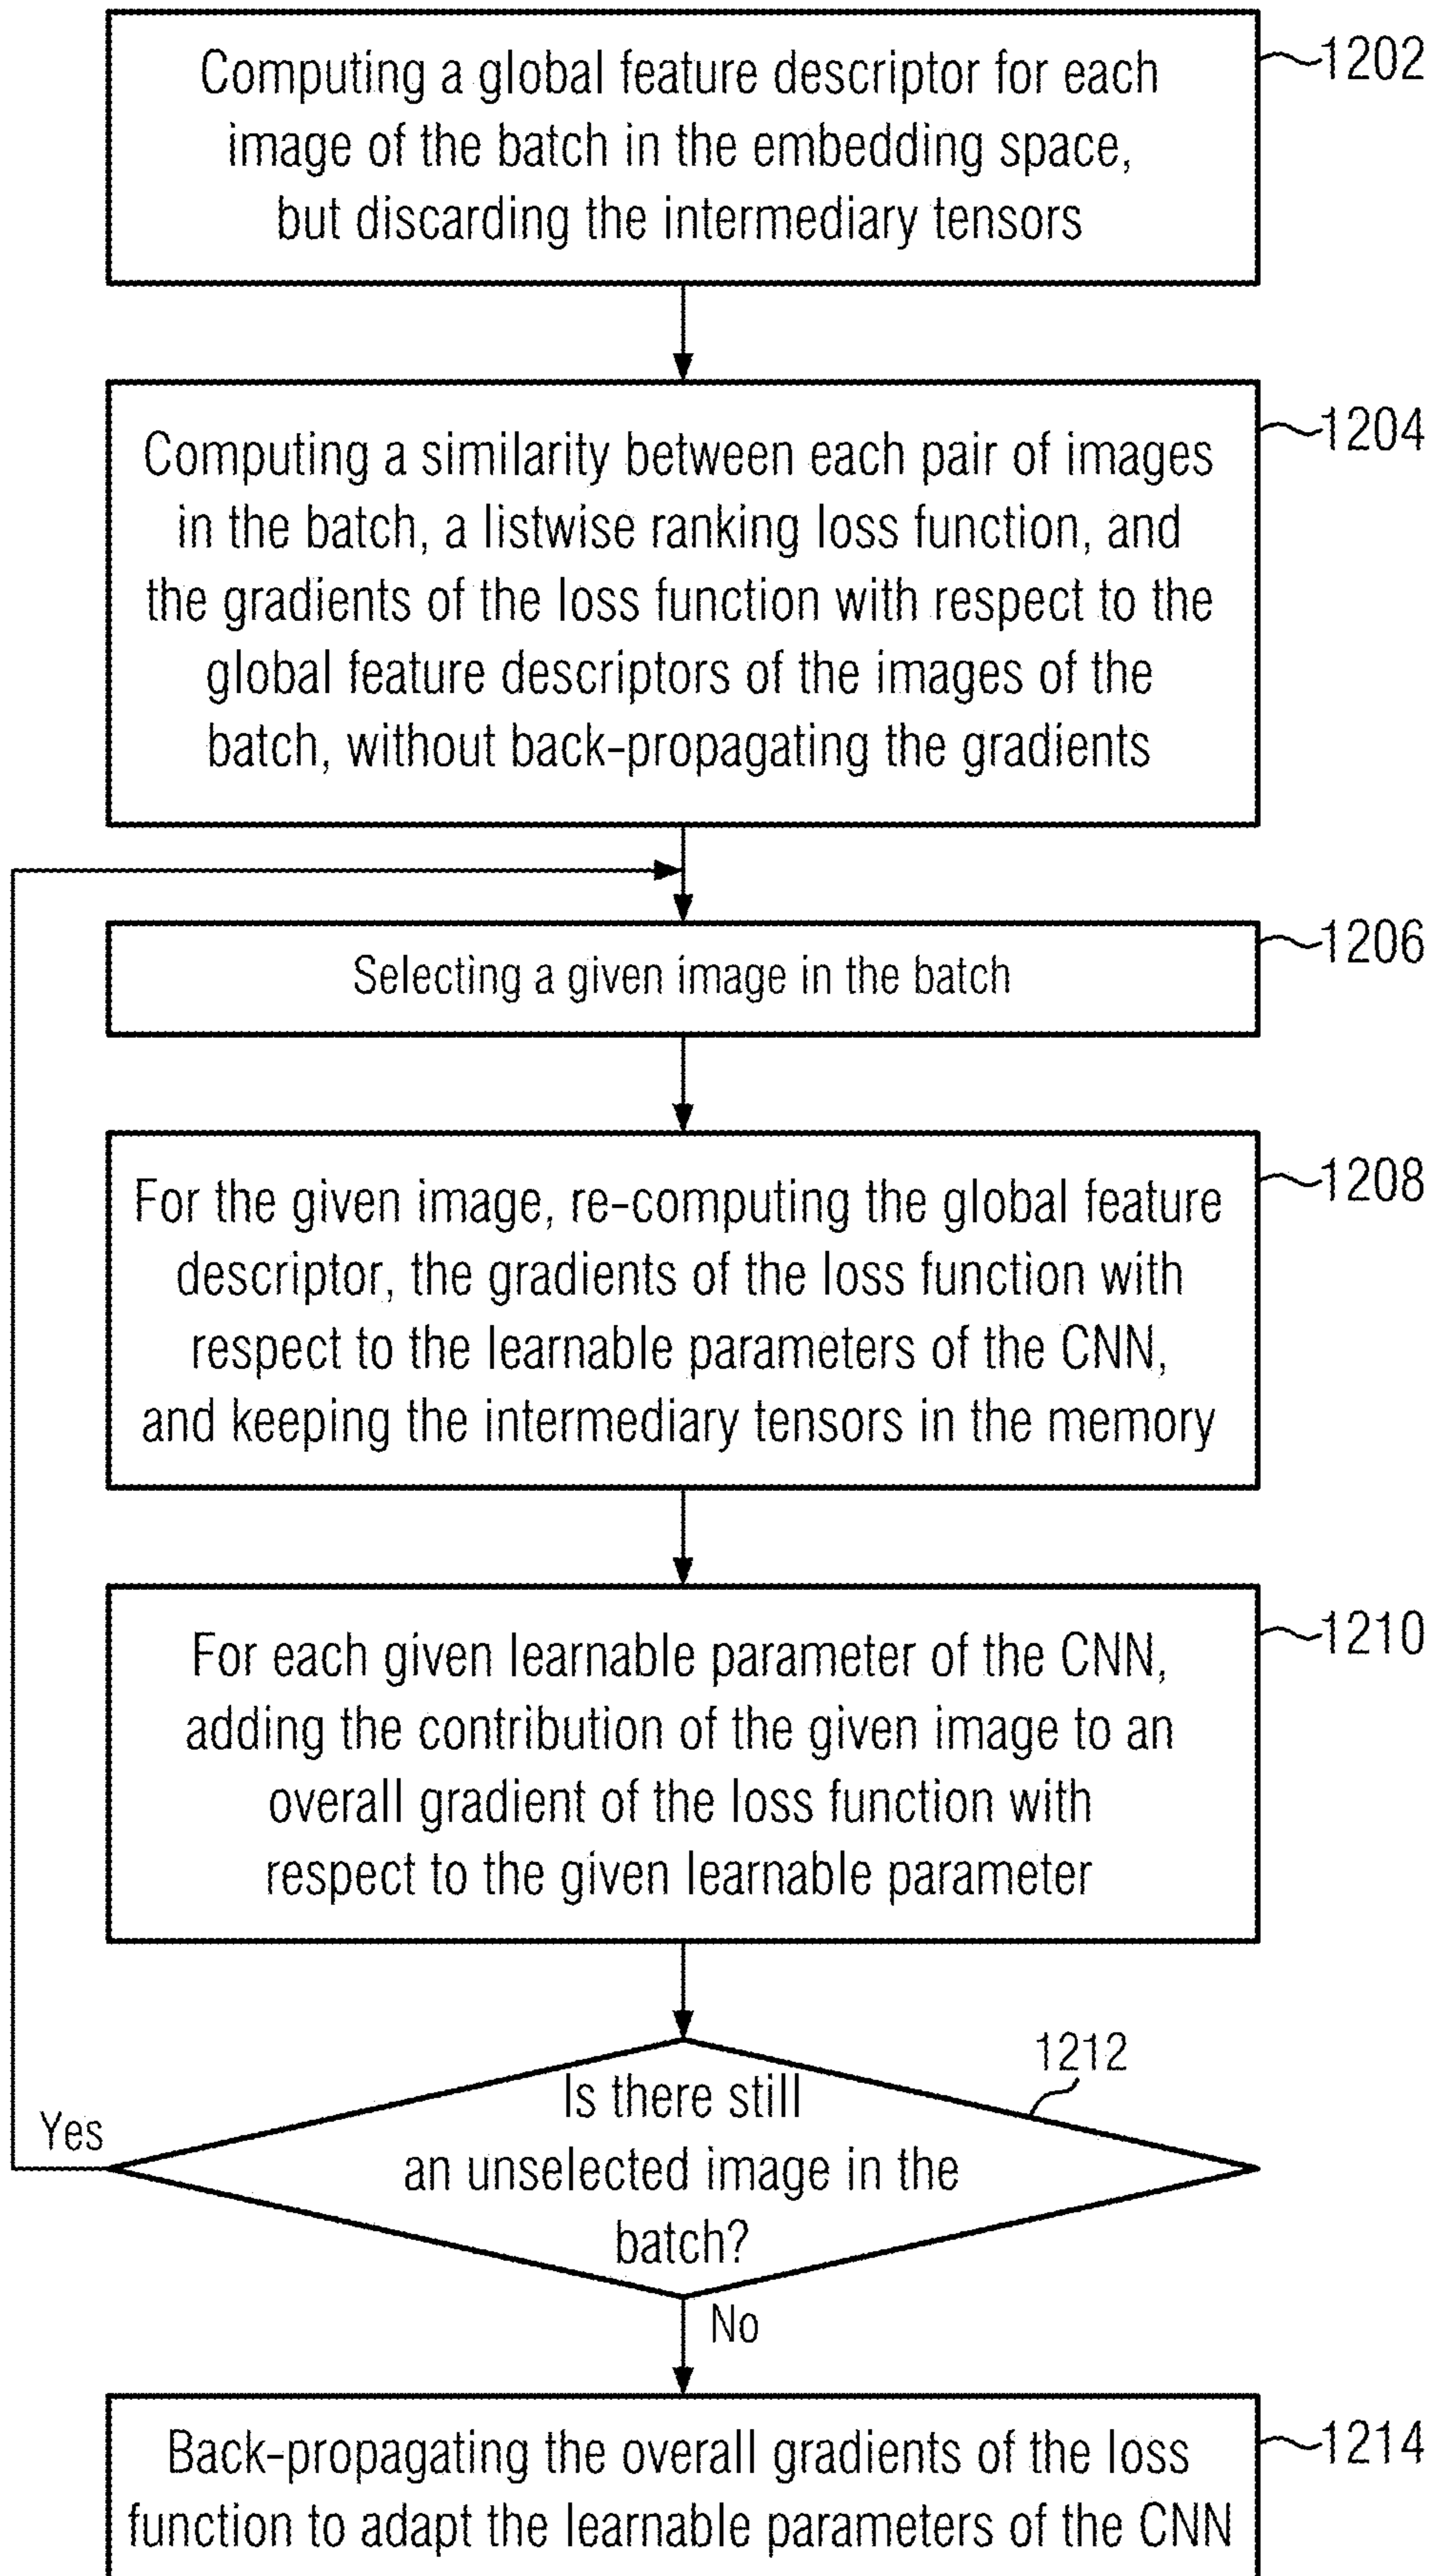 Computing a global feature descriptor for each
image of the batch in the embedding space,
but discarding the intermediary tensors
1202
Computing a similarity between each pair of images
in the batch, a listwise ranking loss function, and
the gradients of the loss function with respect to the
global feature descriptors of the images of the
batch, without back-propagating the gradients
1204
Selecting a given image in the batch
1206
For the given image, re-computing the global feature
descriptor, the gradients of the loss function with
respect to the learnable parameters of the CNN,
and keeping the intermediary tensors in the memory
1208
For each given learnable parameter of the CNN,
adding the contribution of the given image to an
overall gradient of the loss function with
respect to the given learnable parameter
1210
1212
Is there still
an unselected image in the
batch?
Yes
No
Back-propagating the overall gradients of the loss
function to adapt the learnable parameters of the CNN
1214